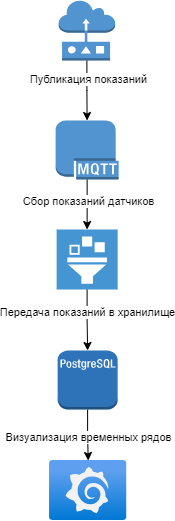 Публикация показаний
MQTT
Сбор показаний датчиков
Передача показаний в хранилище
PostgreSQL
Визуализация временных рядов